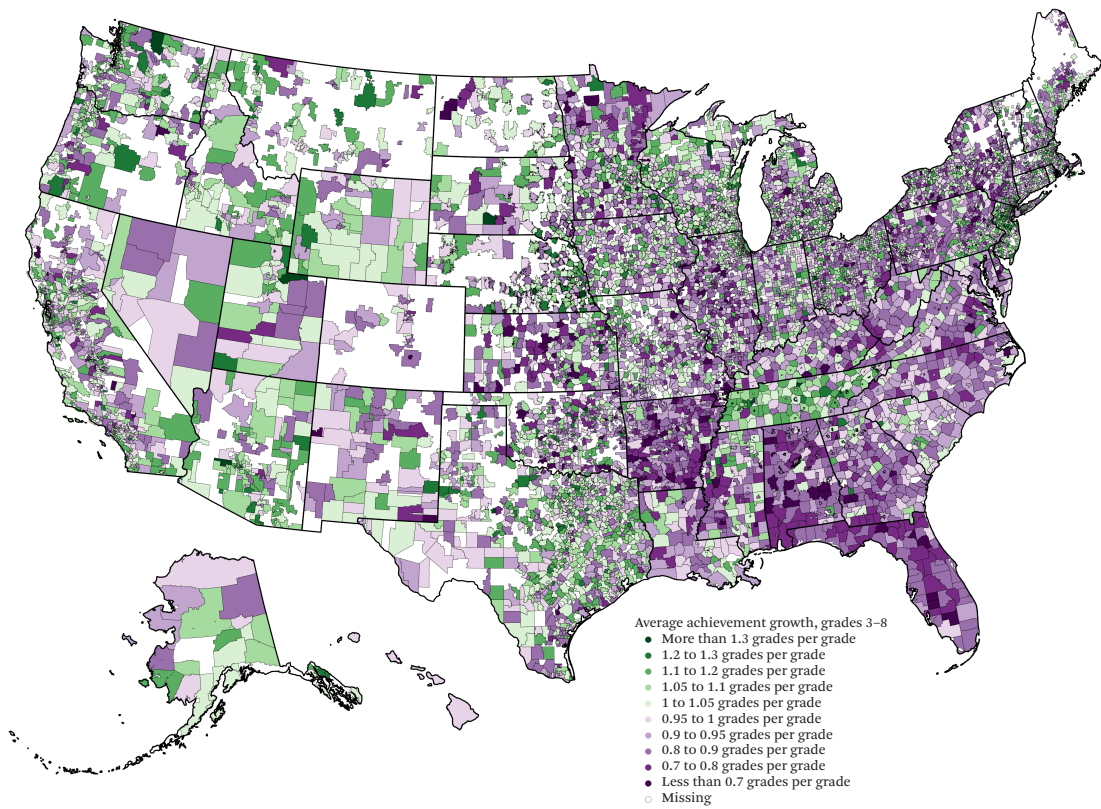 Average achievement growth, grades 3–8
More than 1.3 grades per grade
1.2 to 1.3 grades per grade
1.1 to 1.2 grades per grade
1.05 to 1.1 grades per grade
1 to 1.05 grades per grade
0.95 to 1 grades per grade
0.9 to 0.95 grades per grade
0.8 to 0.9 grades per grade
0.7 to 0.8 grades per grade
Less than 0.7 grades per grade
Missing